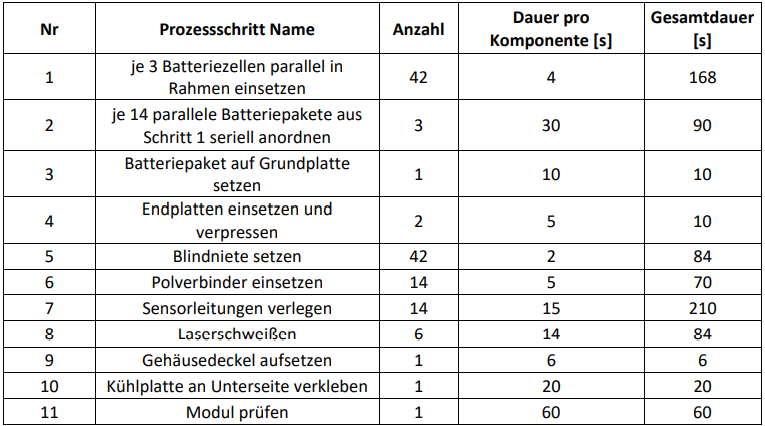 Nr Prozessschritt Name Anzahl Dauer pro Komponente [s] Gesamtdauer [s]
1 je 3 Batteriezellen parallel in Rahmen einsetzen 42 4 168
2 je 14 parallele Batteriepakete aus Schritt 1 seriell anordnen 3 30 90
3 Batteriepaket auf Grundplatte setzen 1 10 10
4 Endplatten einsetzen und verpressen 2 5 10
5 Blindniete setzen 42 2 84
6 Polverbinder einsetzen 14 5 70
7 Sensorleitungen verlegen 14 15 210
8 Laserschweißen 6 14 84
9 Gehäusedeckel aufsetzen 1 6 6
10 Kühlplatte an Unterseite verkleben 1 20 20
11 Modul prüfen 1 60 60